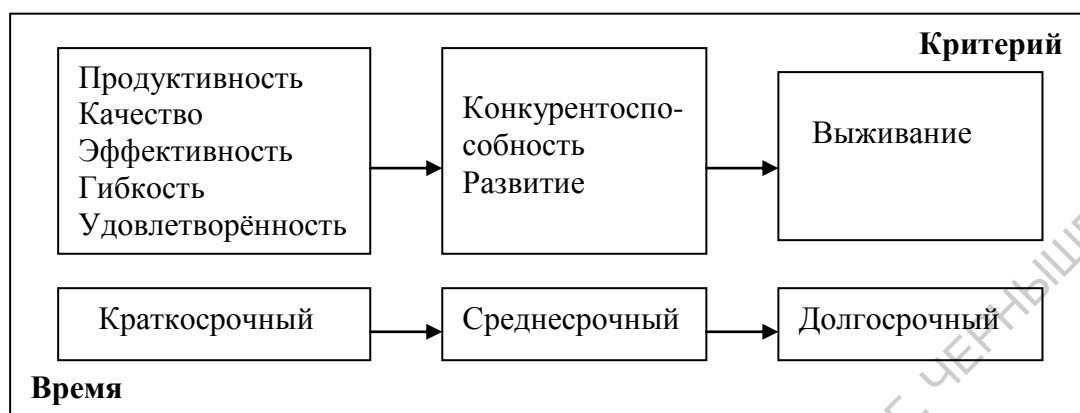 Критерий
Продуктивность
Качество
Эффективность
Гибкость
Удовлетворённость
Конкурентоспо-
собность
Развитие
Выживание
Краткосрочный
Среднесрочный
Долгосрочный
Время